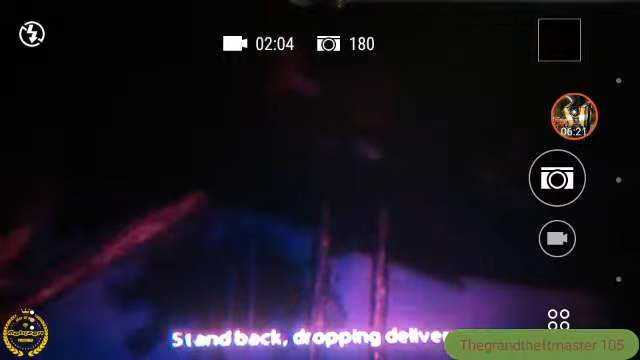 02:04
180
06:21
Stand back, dropping deliver
Thegrandtheftmaster 105